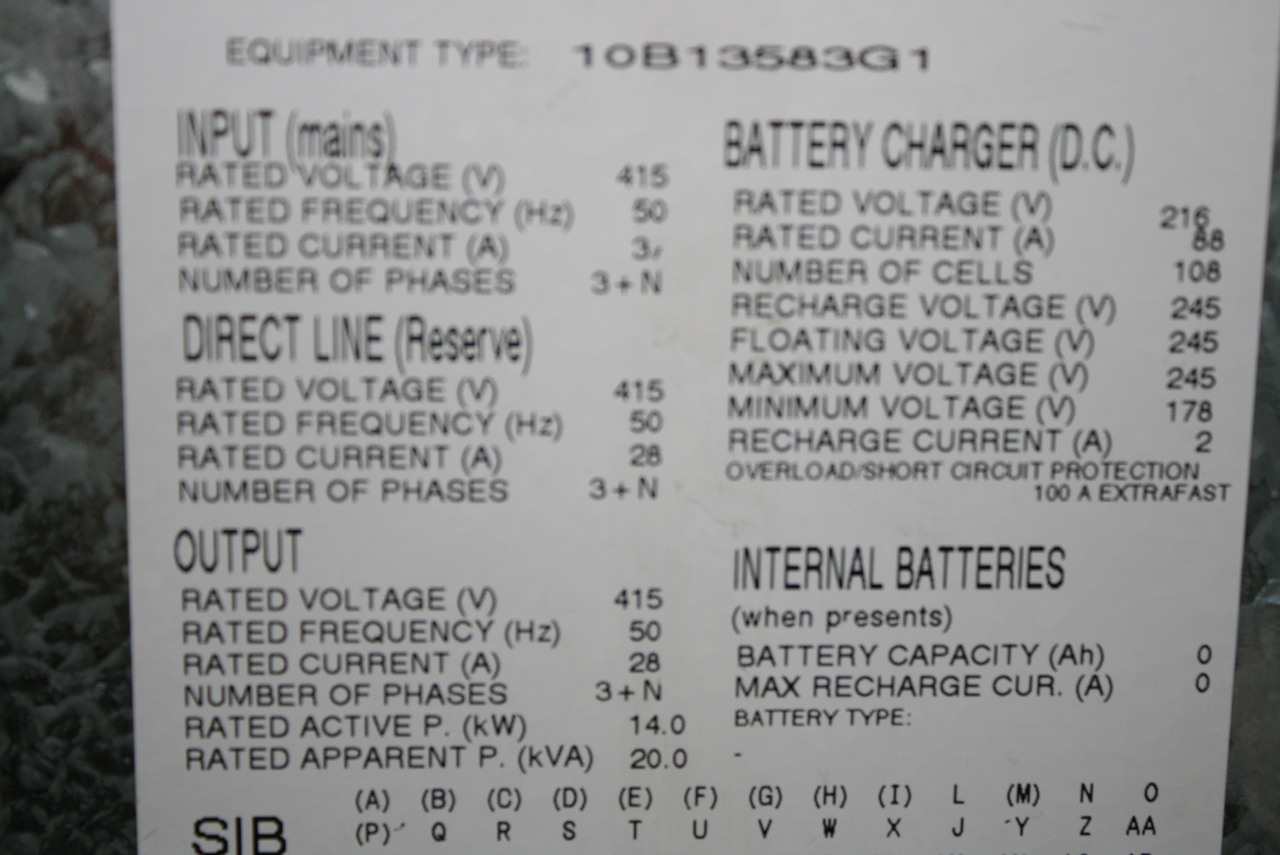 EQUIPMENT TYPE: 10B13583G1
INPUT (mains)
RATED VOLTAGE (V) 415
RATED FREQUENCY (Hz) 50
RATED CURRENT (A)
NUMBER OF PHASES 3+N
DIRECT LINE (Reserve)
RATED VOLTAGE (V) 415
RATED FREQUENCY (Hz) 50
RATED CURRENT (A) 28
NUMBER OF PHASES 3+N
OUTPUT
RATED VOLTAGE (V) 415
RATED FREQUENCY (Hz) 50
RATED CURRENT (A) 28
NUMBER OF PHASES 3+N
RATED ACTIVE P. (kW) 14.0
RATED APPARENT P. (kVA) 20.0
BATTERY CHARGER (D.C.)
RATED VOLTAGE (V) 216
RATED CURRENT (A) 88
NUMBER OF CELLS 108
RECHARGE VOLTAGE (V) 245
FLOATING VOLTAGE (V) 245
MAXIMUM VOLTAGE (V) 245
MINIMUM VOLTAGE (V) 178
RECHARGE CURRENT (A) 2
OVERLOAD/SHORT CIRCUIT PROTECTION
100 A EXTRAFAST
INTERNAL BATTERIES
(when presents)
BATTERY CAPACITY (Ah) 0
MAX RECHARGE CUR. (A) 0
BATTERY TYPE:
-
SIB
(A) (B) (C) (D) (E) (F) (G) (H) (I) L (M) N O
(P) Q R S T U V W X J Y Z AA